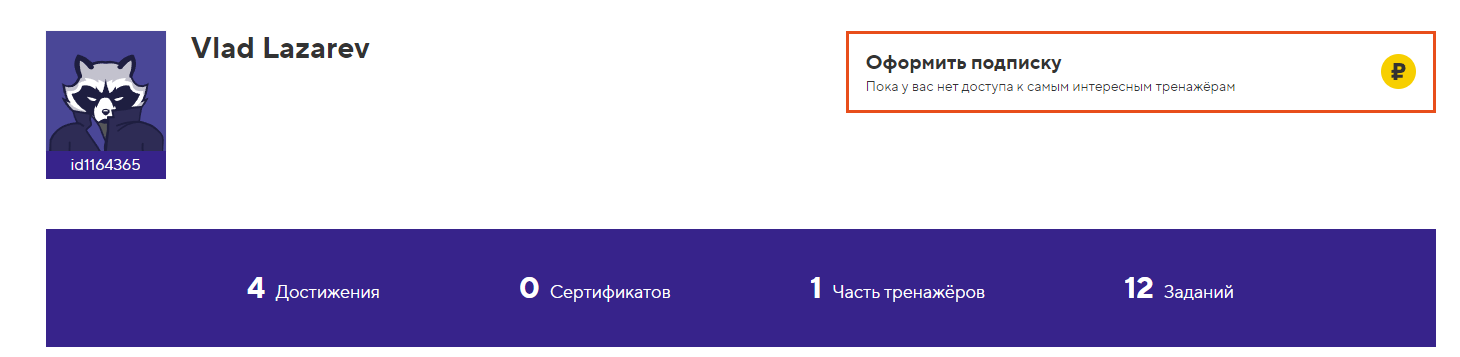 Vlad Lazarev
id1164365
Оформить подписку
Пока у вас нет доступа к самым интересным тренажёрам
₽
4 Достижения
0 Сертификатов
1 Часть тренажёров
12 Заданий